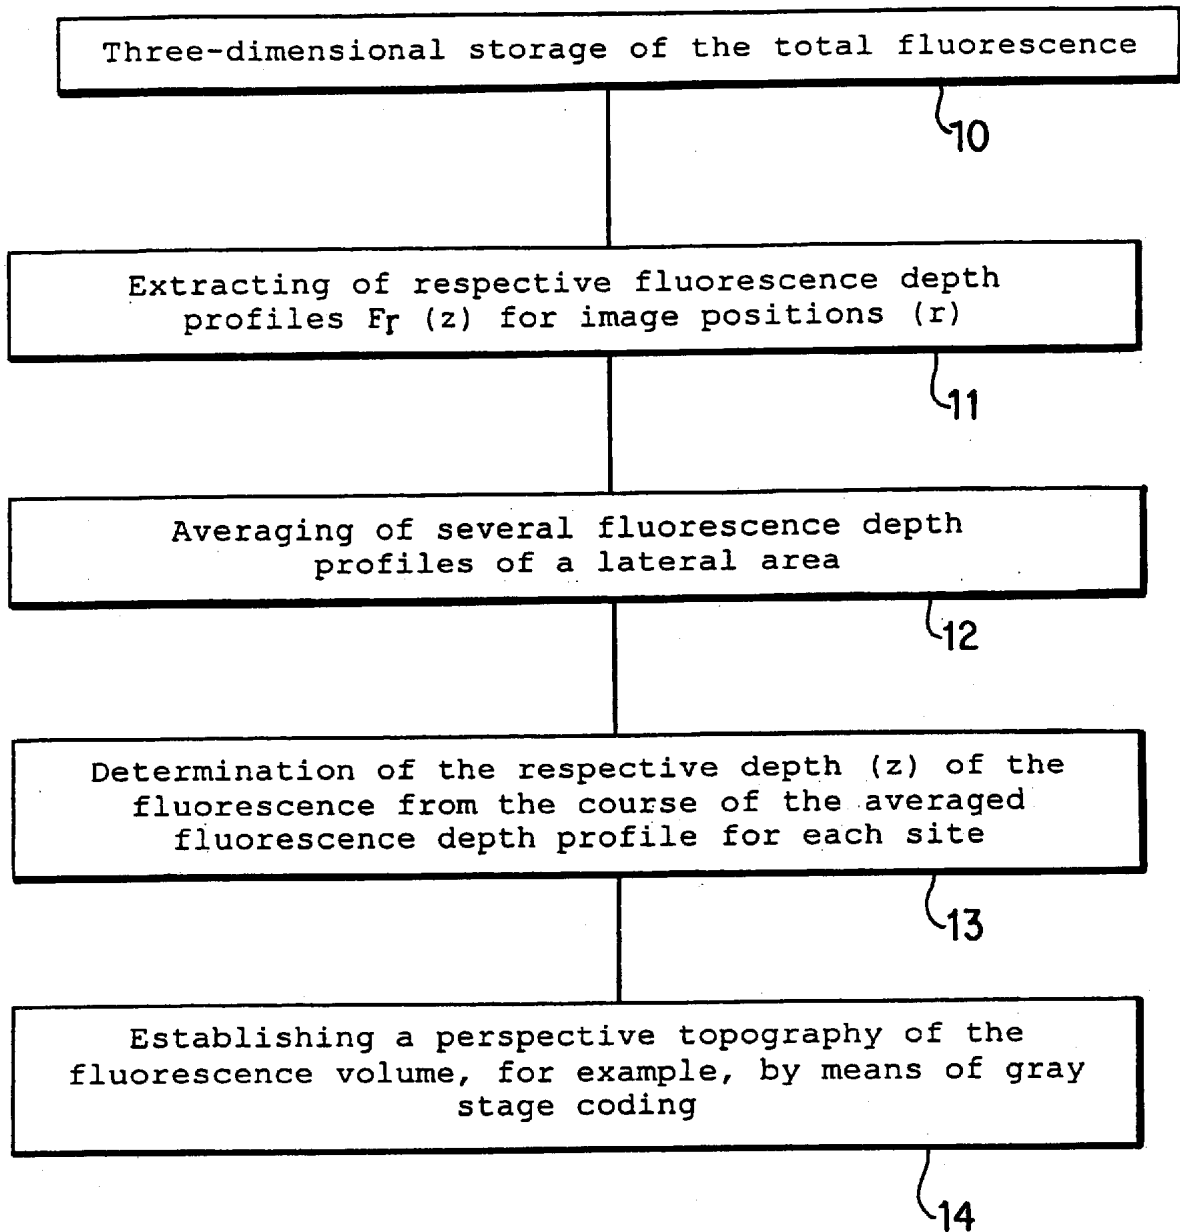 Three-dimensional storage of the total fluorescence
10
Extracting of respective fluorescence depth
profiles Fr (z) for image positions (r)
11
Averaging of several fluorescence depth
profiles of a lateral area
12
Determination of the respective depth (z) of the
fluorescence from the course of the averaged
fluorescence depth profile for each site
13
Establishing a perspective topography of the
fluorescence volume, for example, by means of gray
stage coding
14